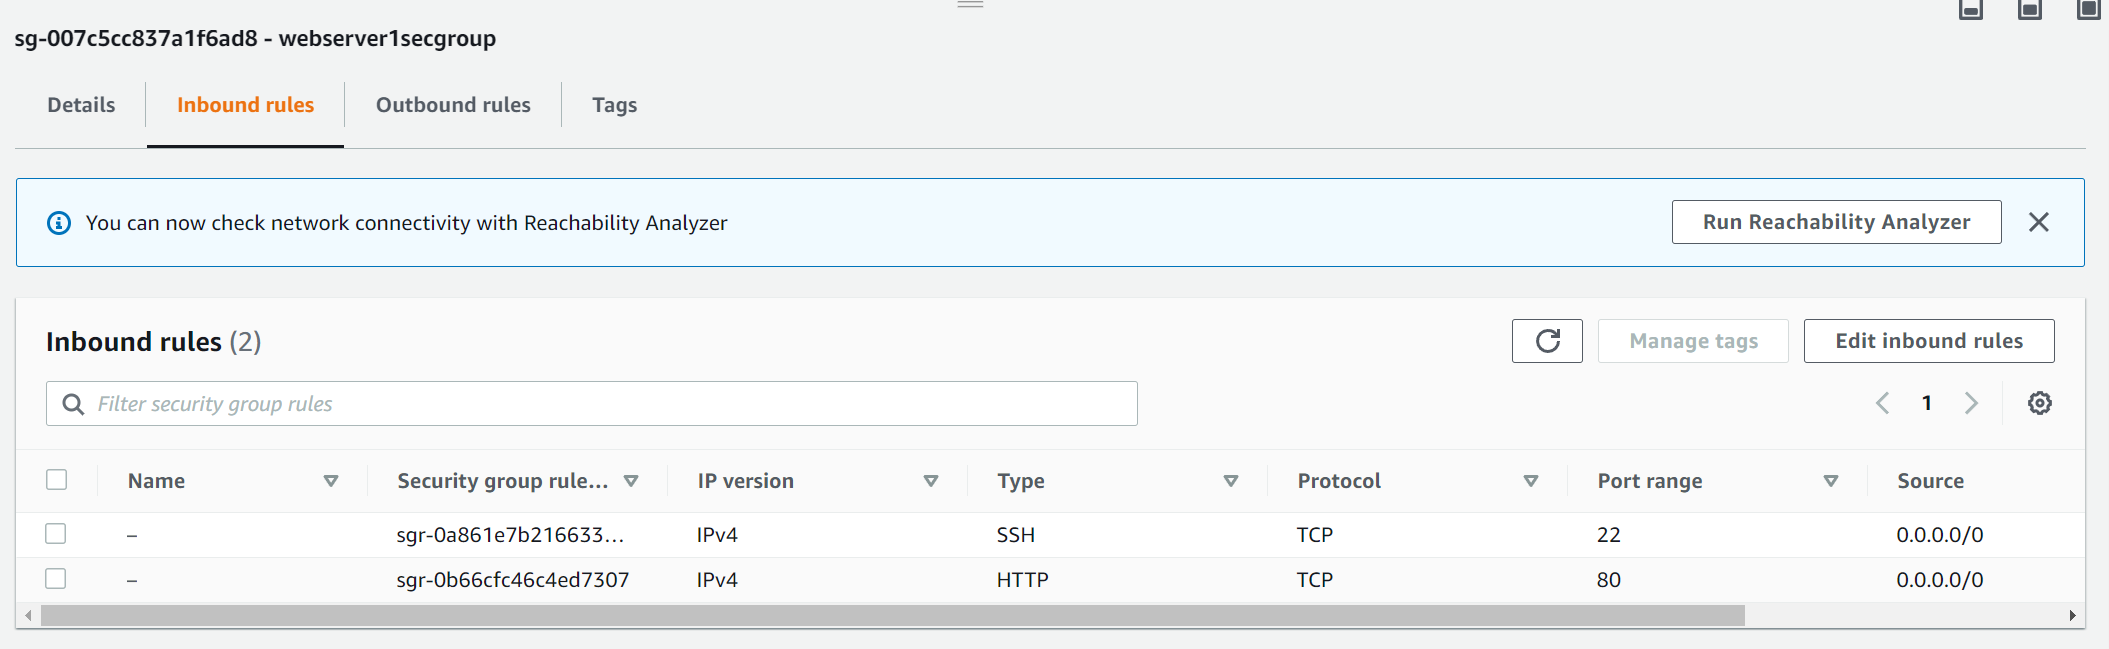 sg-007c5cc837a1f6ad8 - webserver1secgroup
Details Inbound rules Outbound rules Tags
You can now check network connectivity with Reachability Analyzer Run Reachability Analyzer
Inbound rules (2) Manage tags Edit inbound rules
Filter security group rules 1
Name Security group rule... IP version Type Protocol Port range Source
– sgr-0a861e7b216633... IPv4 SSH TCP 22 0.0.0.0/0
– sgr-0b66cfc46c4ed7307 IPv4 HTTP TCP 80 0.0.0.0/0